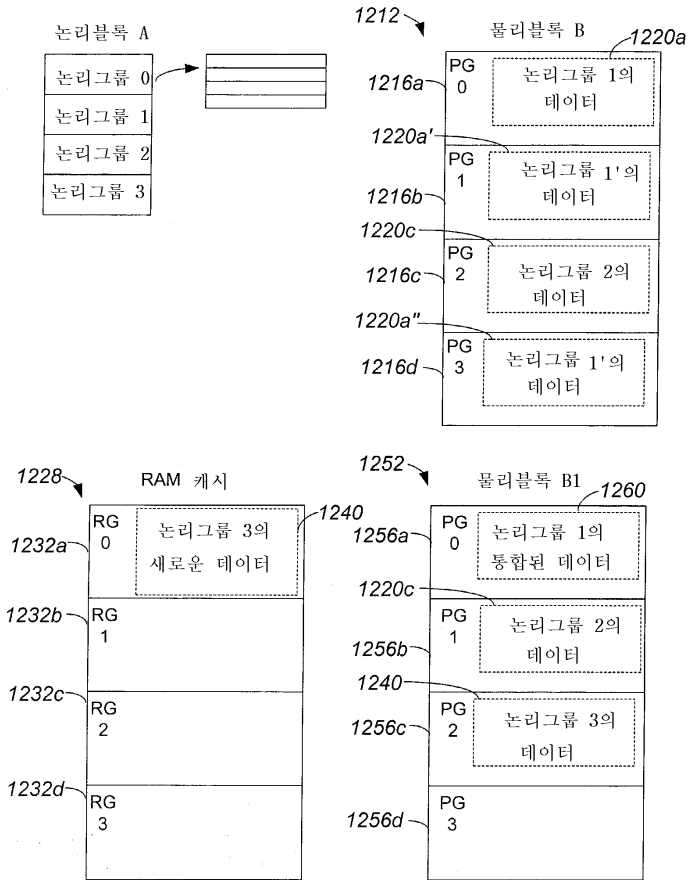 논리블록 A
논리그룹 0
논리그룹 1
논리그룹 2
논리그룹 3
1212
물리블록 B
1220a
1216a
PG
0
논리그룹 1의
데이터
1220a'
1216b
PG
1
논리그룹 1'의
데이터
1220c
1216c
PG
2
논리그룹 2의
데이터
1220a"
1216d
PG
3
논리그룹 1'의
데이터
1228
RAM 캐시
1240
1232a
RG
0
논리그룹 3의
새로운 데이터
1232b
RG
1
1232c
RG
2
1232d
RG
3
1252
물리블록 B1
1260
1256a
PG
0
논리그룹 1의
통합된 데이터
1220c
1256b
PG
1
논리그룹 2의
데이터
1240
1256c
PG
2
논리그룹 3의
데이터
1256d
PG
3